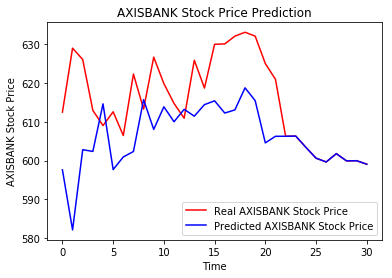 AXISBANK Stock Price Prediction
AXISBANK Stock Price
630
620
610
600
590
580
0
5
10
15
20
25
30
Time
Real AXISBANK Stock Price
Predicted AXISBANK Stock Price